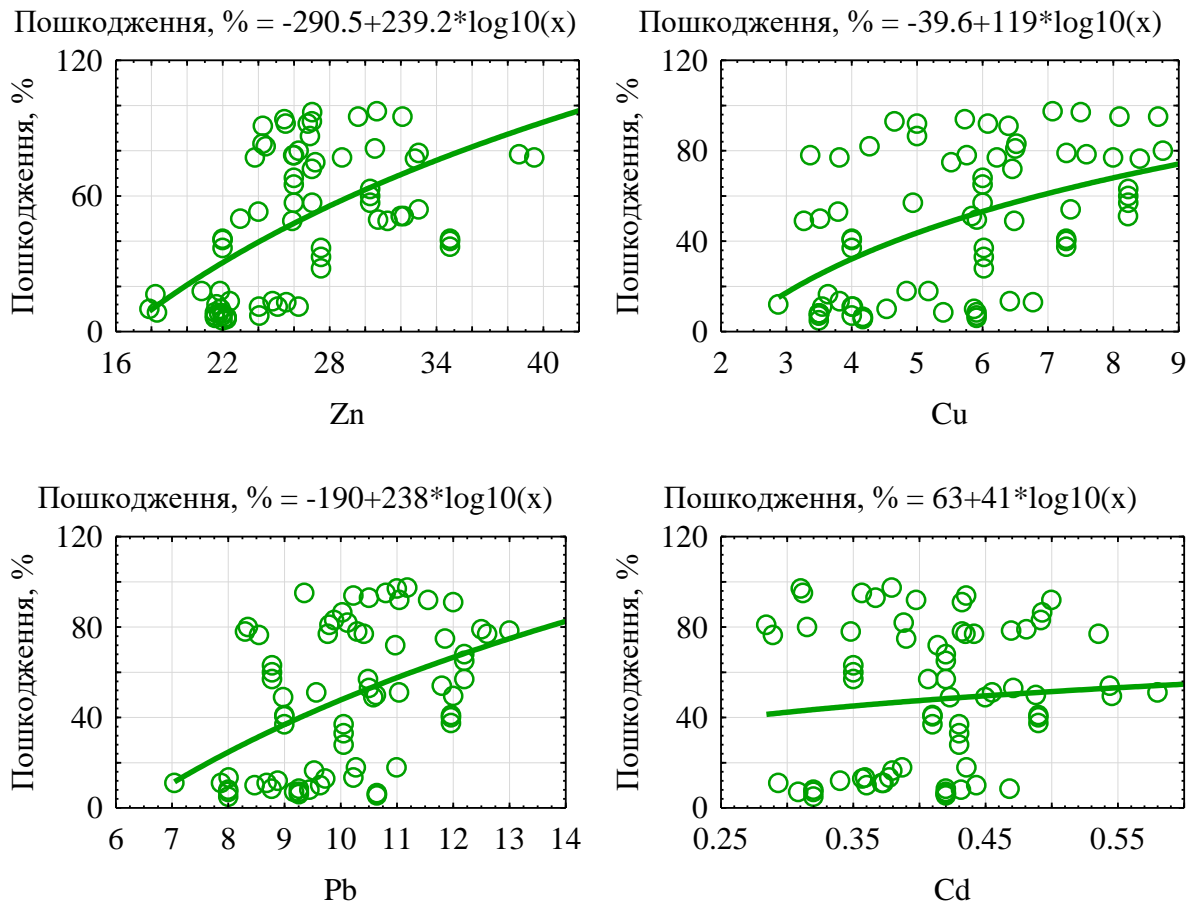 Пошкодження, % = -290.5+239.2*log10(x)
Пошкодження, %
120
60
0
16 22 28 34 40
Zn
Пошкодження, % = -39.6+119*log10(x)
Пошкодження, %
120
80
40
0
2 3 4 5 6 7 8 9
Cu
Пошкодження, % = -190+238*log10(x)
Пошкодження, %
120
80
40
0
6 7 8 9 10 11 12 13 14
Pb
Пошкодження, % = 63+41*log10(x)
Пошкодження, %
120
80
40
0
0.25 0.35 0.45 0.55
Cd